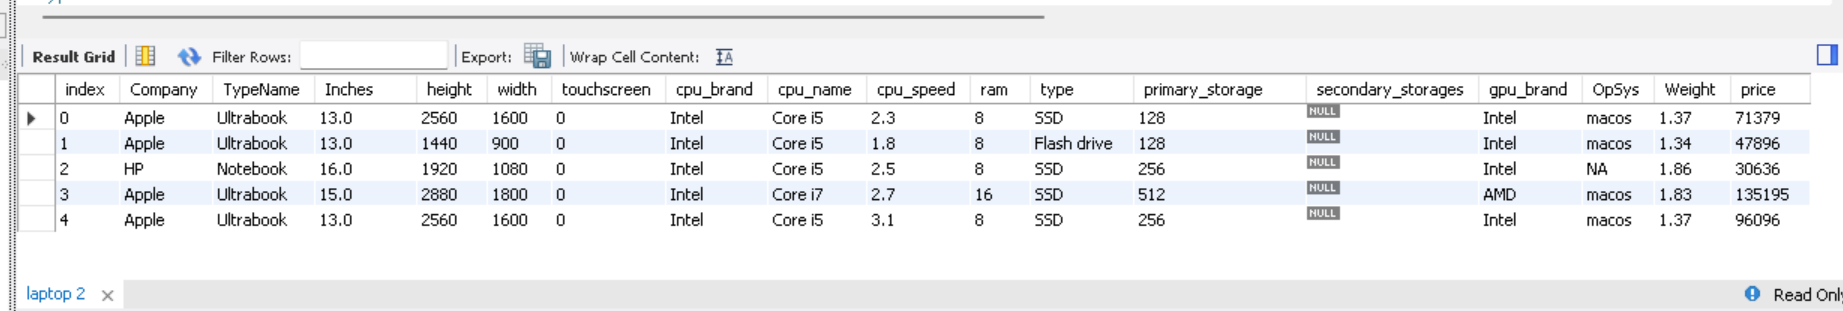 Result Grid Filter Rows: Export: Wrap Cell Content:
index Company TypeName Inches height width touchscreen cpu_brand cpu_name cpu_speed ram type primary_storage secondary_storages gpu_brand OpSys Weight price
0 Apple Ultrabook 13.0 2560 1600 0 Intel Core i5 2.3 8 SSD 128 NULL Intel macos 1.37 71379
1 Apple Ultrabook 13.0 1440 900 0 Intel Core i5 1.8 8 Flash drive 128 NULL Intel macos 1.34 47896
2 HP Notebook 16.0 1920 1080 0 Intel Core i5 2.5 8 SSD 256 NULL Intel NA 1.86 30636
3 Apple Ultrabook 15.0 2880 1800 0 Intel Core i7 2.7 16 SSD 512 NULL AMD macos 1.83 135195
4 Apple Ultrabook 13.0 2560 1600 0 Intel Core i5 3.1 8 SSD 256 NULL Intel macos 1.37 96096
laptop 2 Read Only